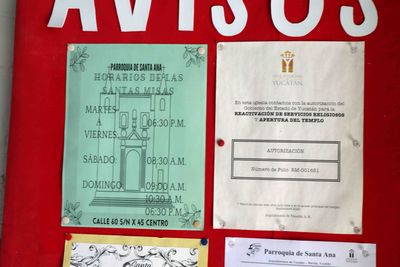 AVISOS
PARROQUIA DE SANTA ANA
HORARIOS DE LAS
SANTAS MISAS
MARTES
A
VIERNES:
06:30 P.M.
SÁBADO:
08:30 A.M.
DOMINGO:
09:00 A.M.
10:30 A.M.
06:30 P.M.
CALLE 60 S/N X 45 CENTRO
YUCATÁN
En esta iglesia contamos con la autorización del
Gobierno del Estado de Yucatán para la
REACTIVACIÓN DE SERVICIOS RELIGIOSOS
Y APERTURA DEL TEMPLO
AUTORIZACIÓN
Número de Folio
Arquidiócesis de Yucatán, A. R.
Parroquia de Santa Ana